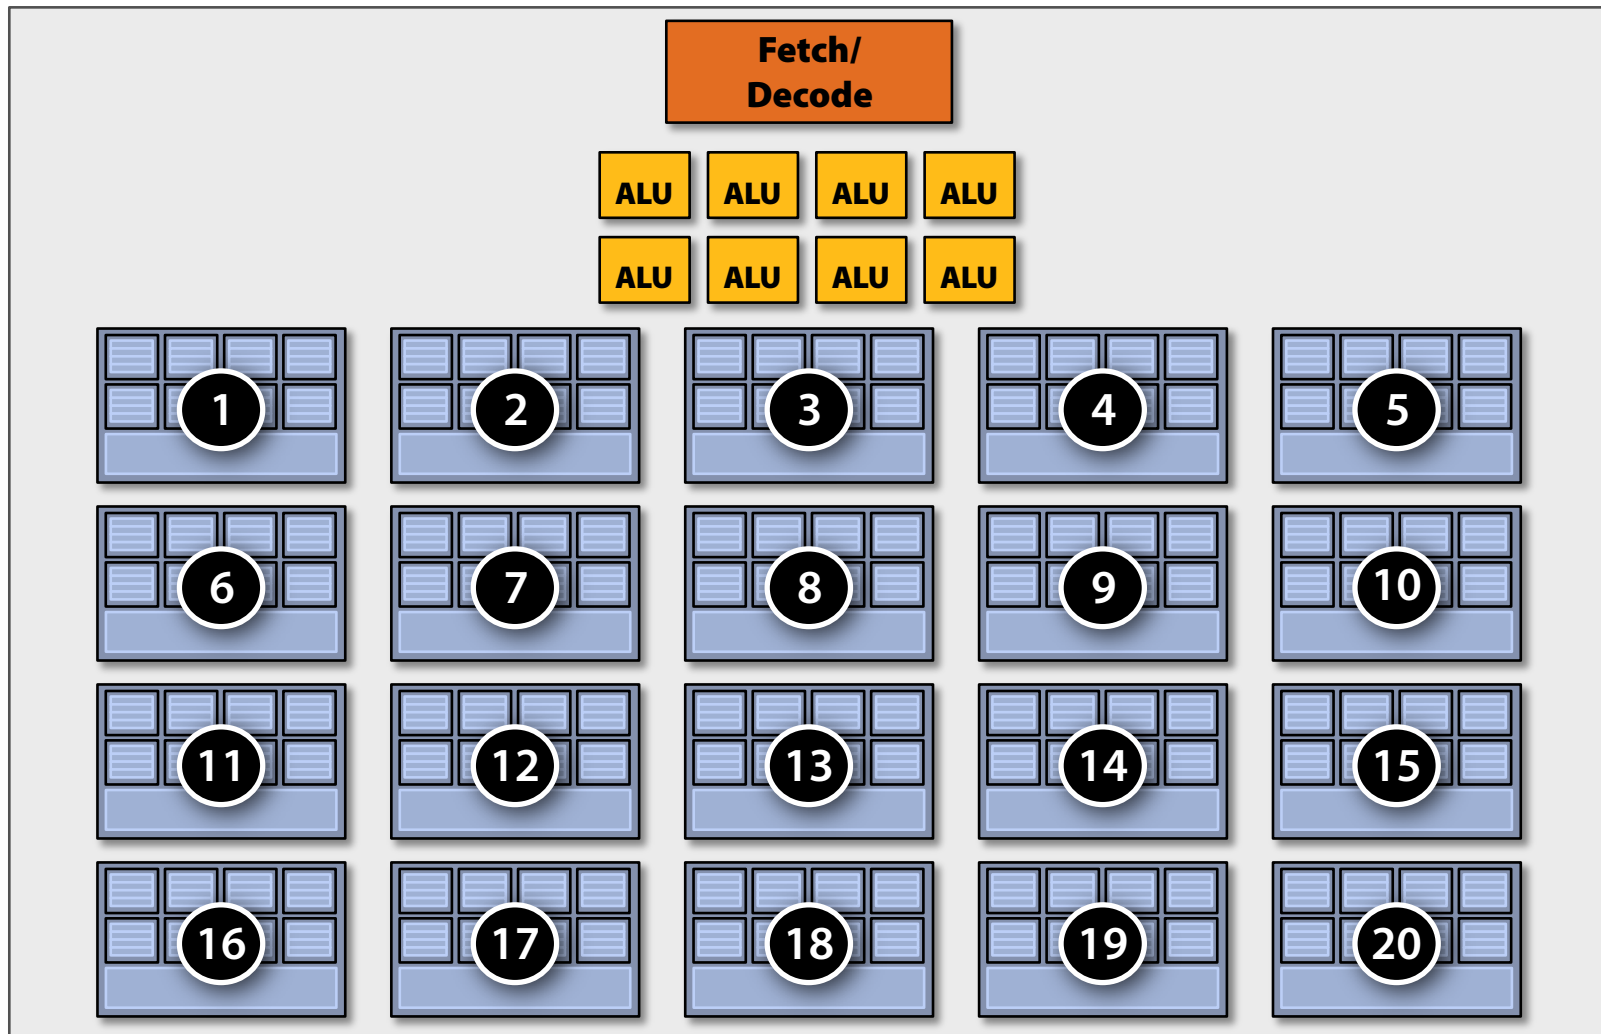 Fetch/
Decode
ALU ALU ALU ALU
ALU ALU ALU ALU
1 2 3 4 5
6 7 8 9 10
11 12 13 14 15
16 17 18 19 20